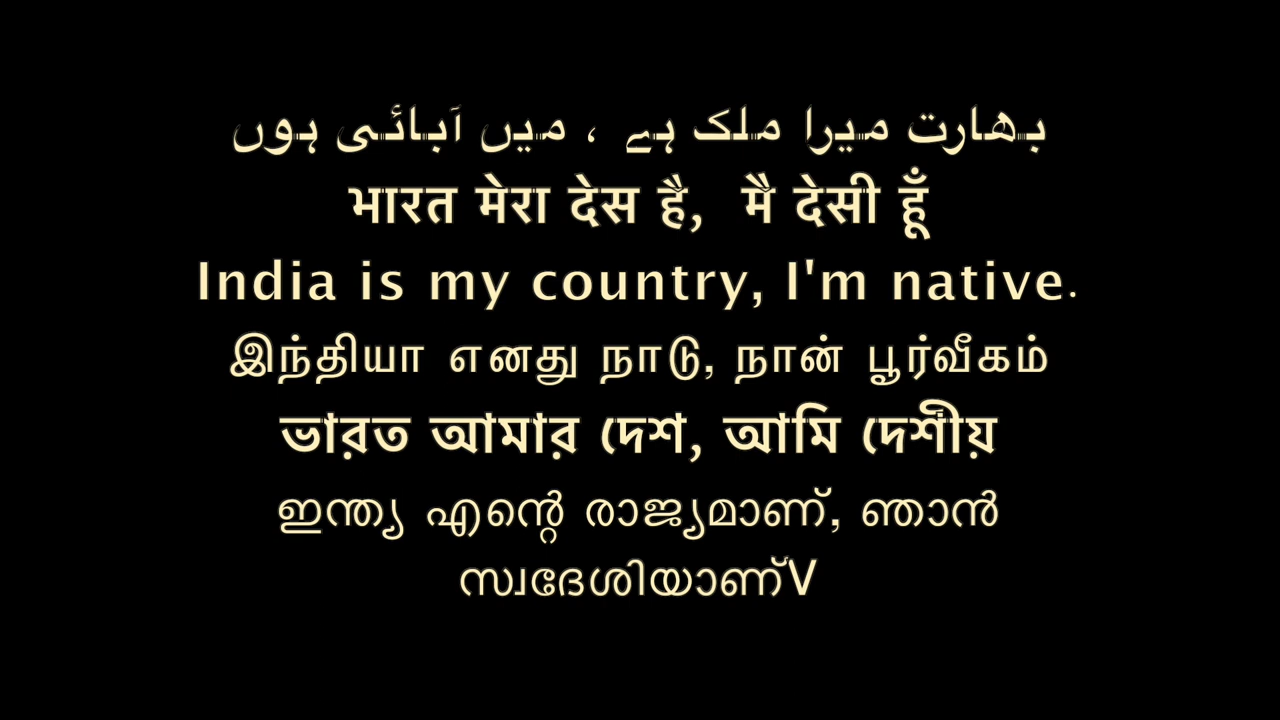 بھارت میرا ملک ہے ، میں آبائی ہوں
भारत मेरा देस है, मै देसी हूँ
India is my country, I'm native.
இந்தியா எனது நாடு, நான் பூர்வீகம்
ভারত আমার দেশ, আমি দেশীয়
ഇന്ത്യ എന്റെ രാജ്യമാണ്, ഞാൻ
സ്വദേശിയാണ്V